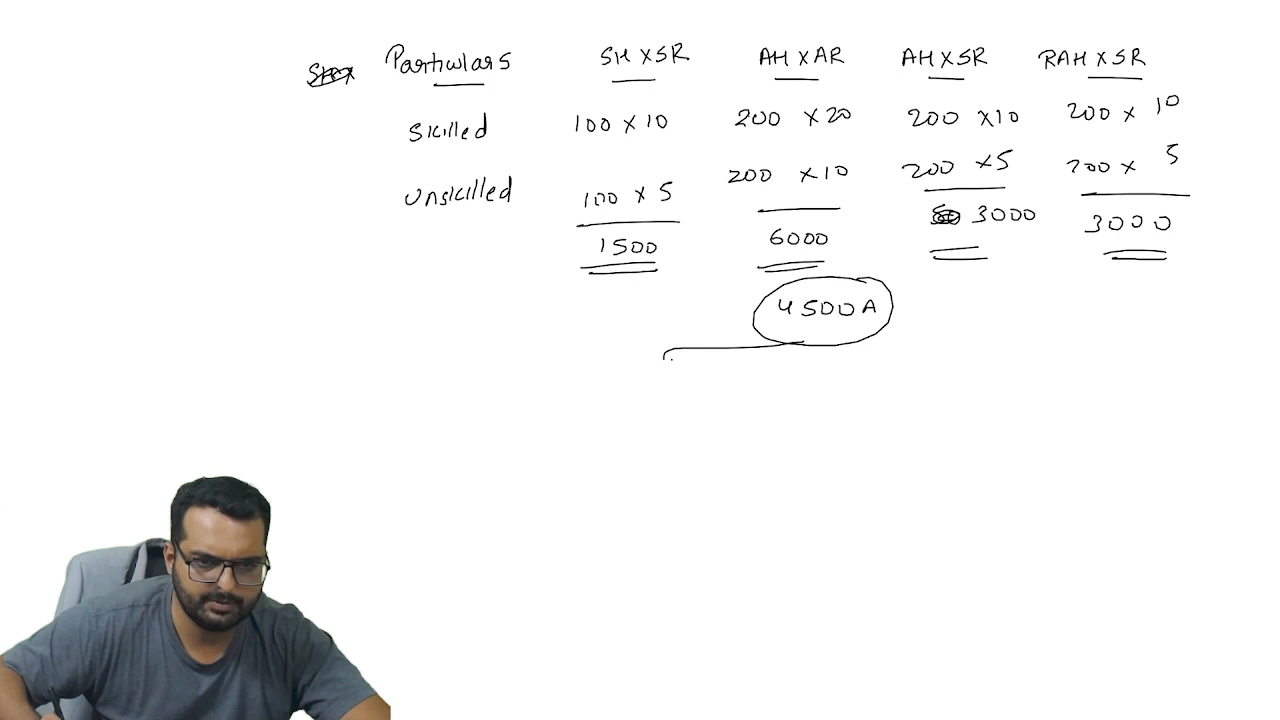 Particulars SH X SR AH X AR AH X SR RAH X SR
Skilled 100 X 10 200 X 20 200 X 10 200 X 10
Unskilled 100 X 5 200 X 10 200 X 5 200 X 5
1500 6000 3000 3000
4500 A